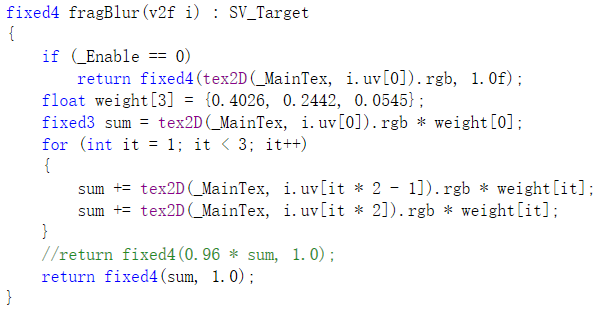 fixed4 fragBlur(v2f i) : SV_Target
{
    if (_Enable == 0)
        return fixed4(tex2D(_MainTex, i.uv[0]).rgb, 1.0f);
    float weight[3] = {0.4026, 0.2442, 0.0545};
    fixed3 sum = tex2D(_MainTex, i.uv[0]).rgb * weight[0];
    for (int it = 1; it < 3; it++)
    {
        sum += tex2D(_MainTex, i.uv[it * 2 - 1]).rgb * weight[it];
        sum += tex2D(_MainTex, i.uv[it * 2]).rgb * weight[it];
    }
    //return fixed4(0.96 * sum, 1.0);
    return fixed4(sum, 1.0);
}